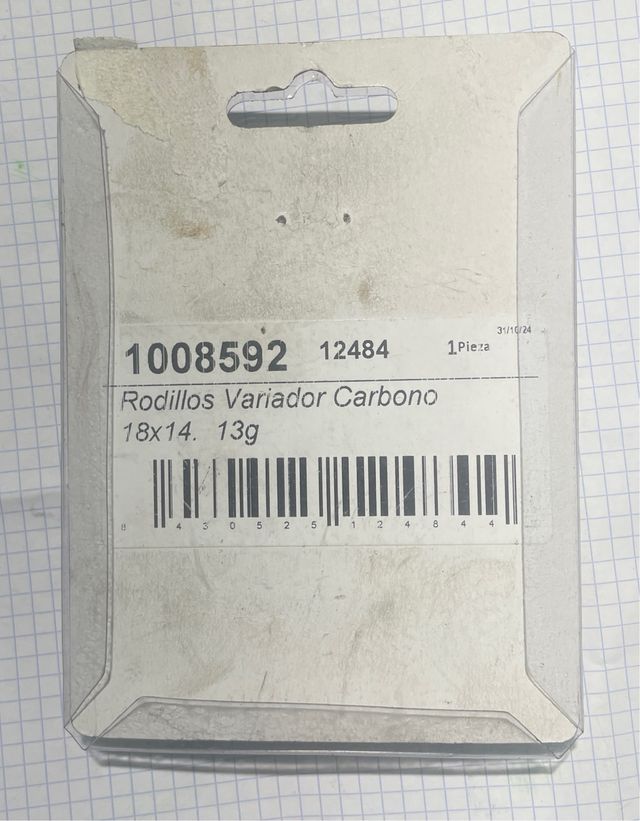 31/10/24
1008592 12484 1Pieza
Rodillos Variador Carbono
18x14. 13g
8 430525 124844